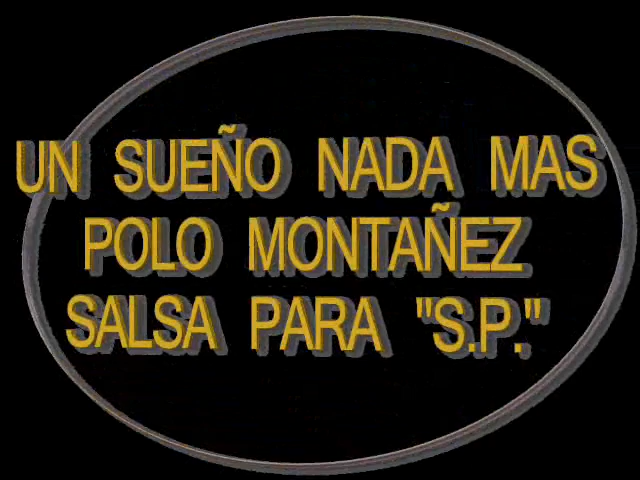 UN SUEÑO NADA MAS
POLO MONTAÑEZ
SALSA PARA "S.P."